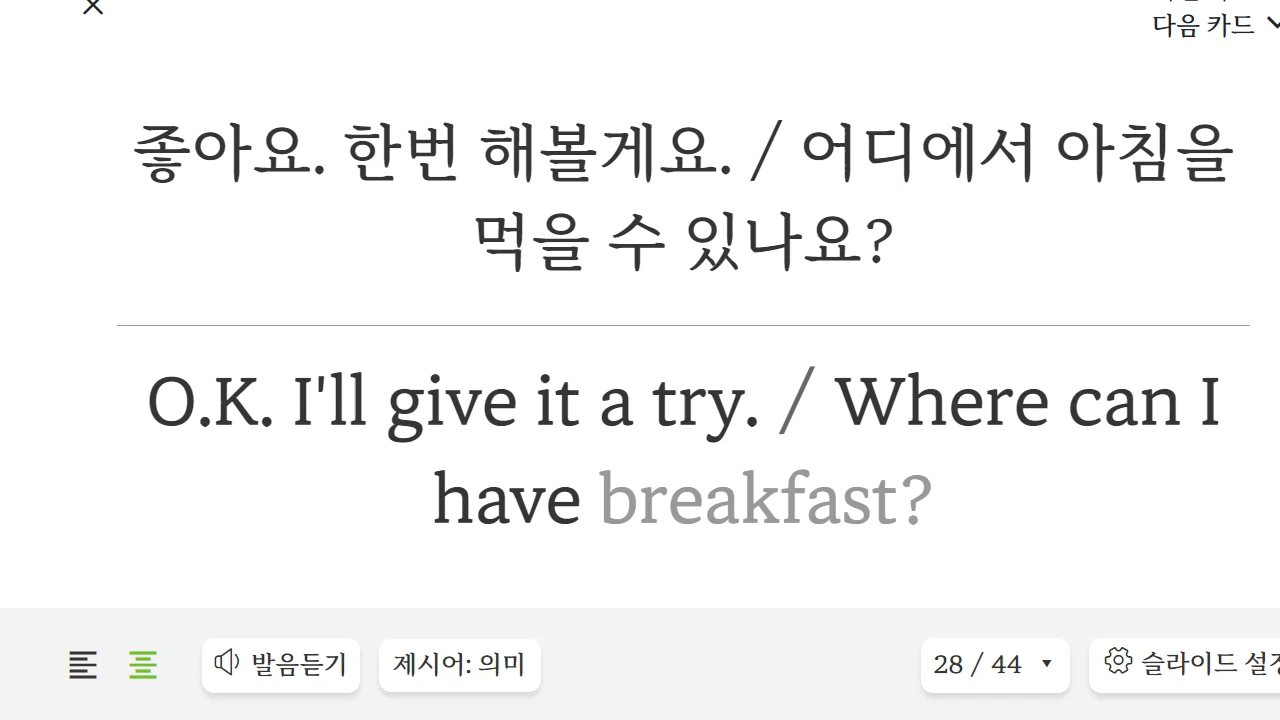 다음 카드
좋아요. 한번 해볼게요. / 어디에서 아침을
먹을 수 있나요?
O.K. I'll give it a try. / Where can I
have breakfast?
발음듣기 제시어: 의미 28 / 44 슬라이드